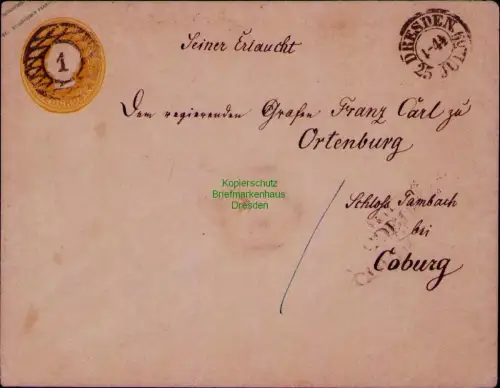 1
DRESDEN.
25 JUL
Seiner Erlaucht
Dem regierenden Grafen Franz Carl zu
Ortenburg
Schloss Tambach
bei
Coburg
Kopierschutz
Briefmarkenhaus
Dresden